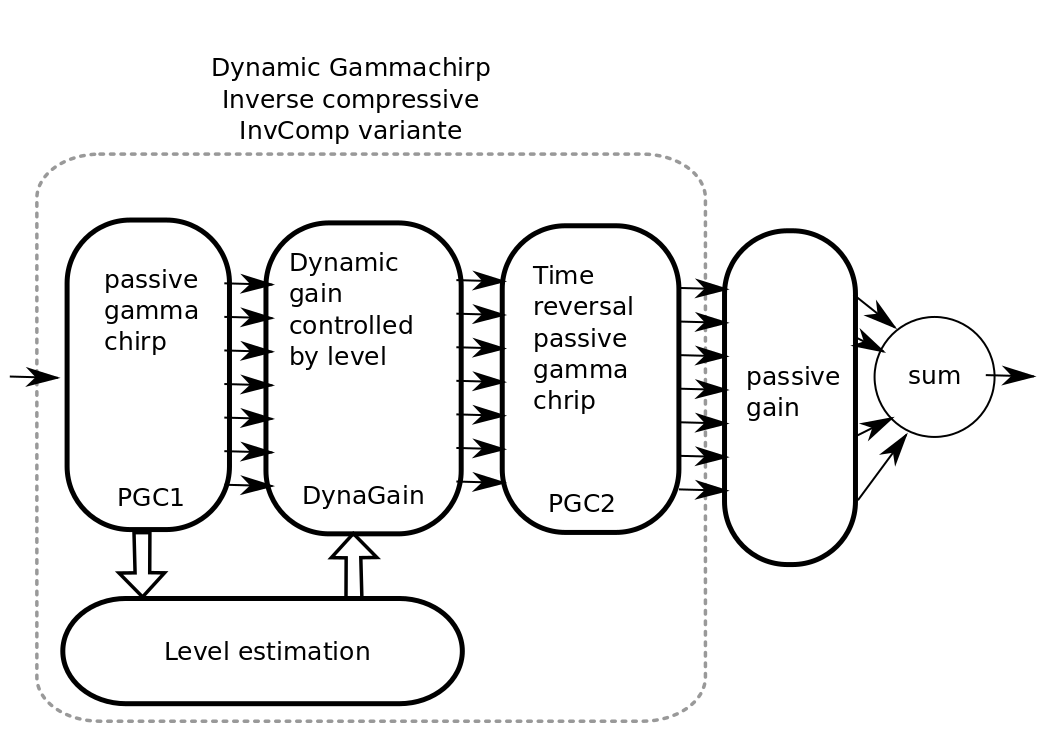 Dynamic Gammachirp
Inverse compressive
InvComp variante
passive
gamma
chirp
PGC1
Dynamic
gain
controlled
by level
DynaGain
Time
reversal
passive
gamma
chrip
PGC2
passive
gain
sum
Level estimation